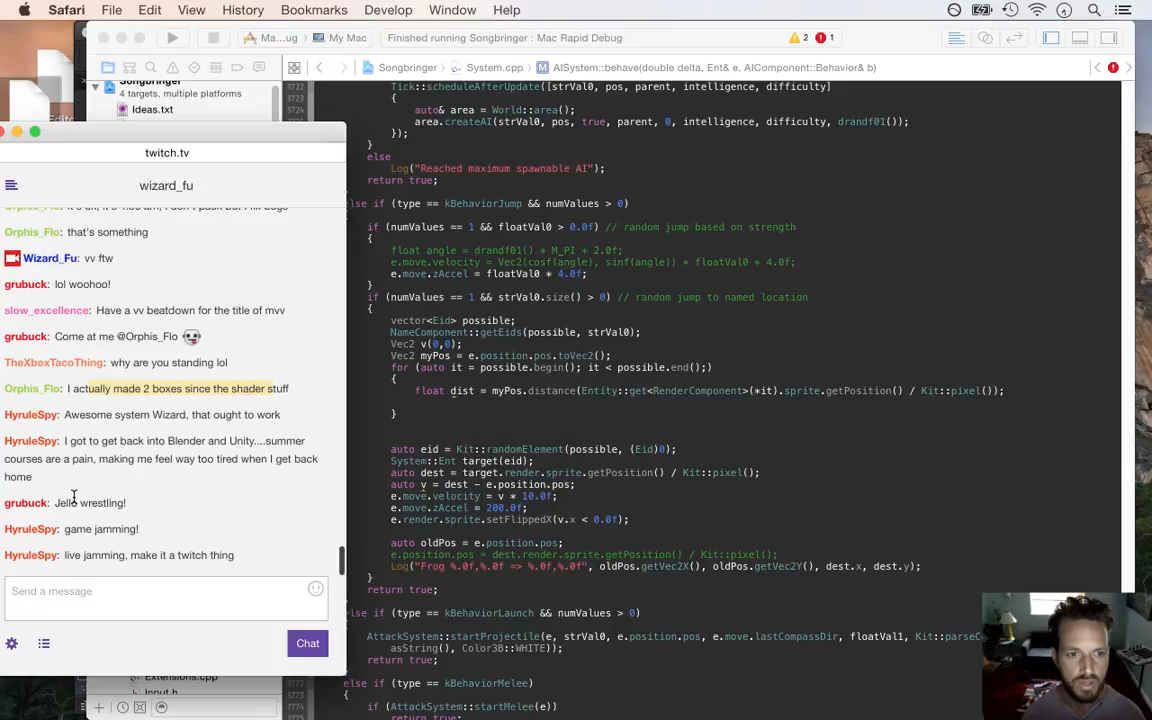 Safari File Edit View History Bookmarks Develop Window Help
Ma...ug My Mac Finished running Songbringer : Mac Rapid Debug 2 1
Songbringer System.cpp M AISystem::behave(double delta, Ent& e, AIComponent::Behavior& b)
Songbringer
4 targets, multiple platforms
Ideas.txt
twitch.tv
wizard_fu
Orphis_Flo: that's something
Wizard_Fu: vv ftw
grubuck: lol woohoo!
slow_excellence: Have a vv beatdown for the title of mvv
grubuck: Come at me @Orphis_Flo
TheXboxTacoThing: why are you standing lol
Orphis_Flo: I actually made 2 boxes since the shader stuff
HyruleSpy: Awesome system Wizard, that ought to work
HyruleSpy: I got to get back into Blender and Unity....summer
courses are a pain, making me feel way too tired when I get back
home
grubuck: Jello wrestling!
HyruleSpy: game jamming!
HyruleSpy: live jamming, make it a twitch thing
Send a message
Chat
Extensions.cpp
Input.h
3722 Tick::scheduleAfterUpdate([strVal0, pos, parent, intelligence, difficulty]
{
3724 auto& area = World::area();
area.createAI(strVal0, pos, true, parent, 0, intelligence, difficulty, drandf01());
});
}
else
Log("Reached maximum spawnable AI");
return true;
else if (type == kBehaviorJump && numValues > 0)
if (numValues == 1 && floatVal0 > 0.0f) // random jump based on strength
{
float angle = drandf01() * M_PI + 2.0f;
e.move.velocity = Vec2(cosf(angle), sinf(angle)) * floatVal0 * 4.0f;
e.move.zAccel = floatVal0 * 4.0f;
}
if (numValues == 1 && strVal0.size() > 0) // random jump to named location
{
vector<Eid> possible;
NameComponent::getEids(possible, strVal0);
Vec2 v(0,0);
Vec2 myPos = e.position.pos.toVec2();
for (auto it = possible.begin(); it < possible.end();)
{
float dist = myPos.distance(Entity::get<RenderComponent>(*it).sprite.getPosition() / Kit::pixel());
}
auto eid = Kit::randomElement(possible, (Eid)0);
System::Ent target(eid);
auto dest = target.render.sprite.getPosition() / Kit::pixel();
auto v = dest - e.position.pos;
e.move.velocity = v * 10.0f;
e.move.zAccel = 200.0f;
e.render.sprite.setFlippedX(v.x < 0.0f);
auto oldPos = e.position.pos;
e.position.pos = dest.render.sprite.getPosition() / Kit::pixel();
Log("Frog %.0f,%.0f => %.0f,%.0f", oldPos.getVec2X(), oldPos.getVec2Y(), dest.x, dest.y);
}
return true;
else if (type == kBehaviorLaunch && numValues > 0)
AttackSystem::startProjectile(e, strVal0, e.position.pos, e.move.lastCompassDir, floatVal1, Kit::parseC
asString(), Color3B::WHITE);
return true;
else if (type == kBehaviorMelee)
3773 {
if (AttackSystem::startMelee(e))
return true;